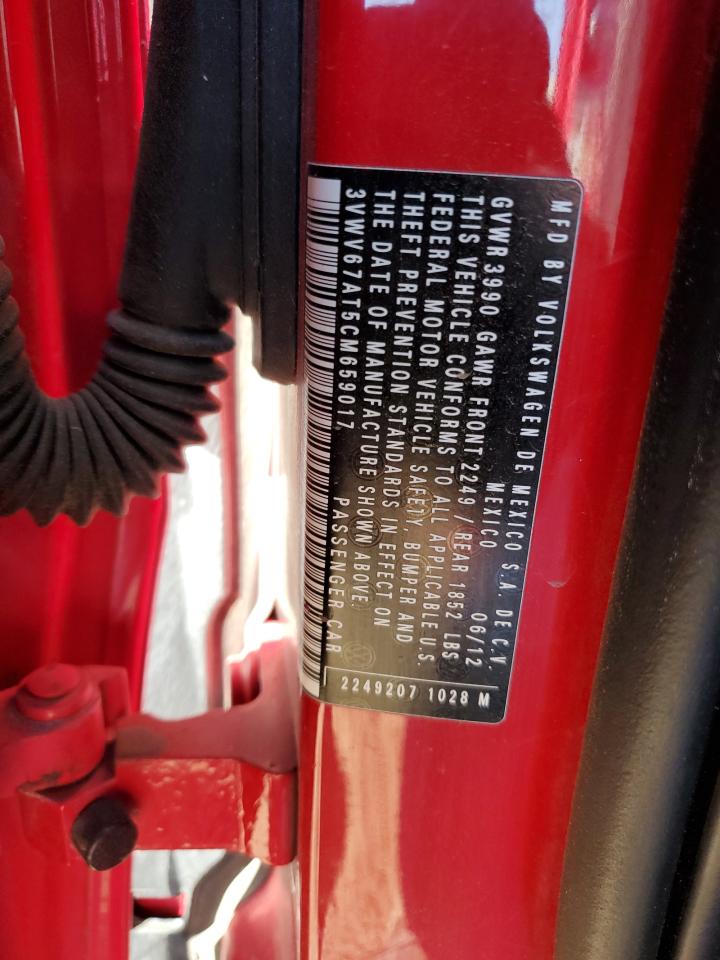 MFD BY VOLKSWAGEN DE MEXICO S.A. DE C.V.
MEXICO 06/12
GVWR 3990 GAWR FRONT 2249 / REAR 1852 LBS
THIS VEHICLE CONFORMS TO ALL APPLICABLE U.S.
FEDERAL MOTOR VEHICLE SAFETY, BUMPER AND
THEFT PREVENTION STANDARDS IN EFFECT ON
THE DATE OF MANUFACTURE SHOWN ABOVE.
3VWV67AT5CM659017, PASSENGER CAR
2249207 1028 M